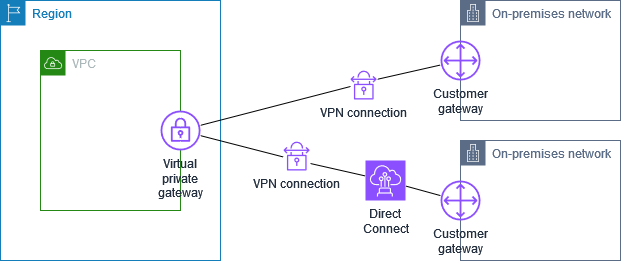 Region
On-premises network
VPC
VPN connection
Customer
gateway
Virtual
private
gateway
On-premises network
VPN connection
Direct
Connect
Customer
gateway